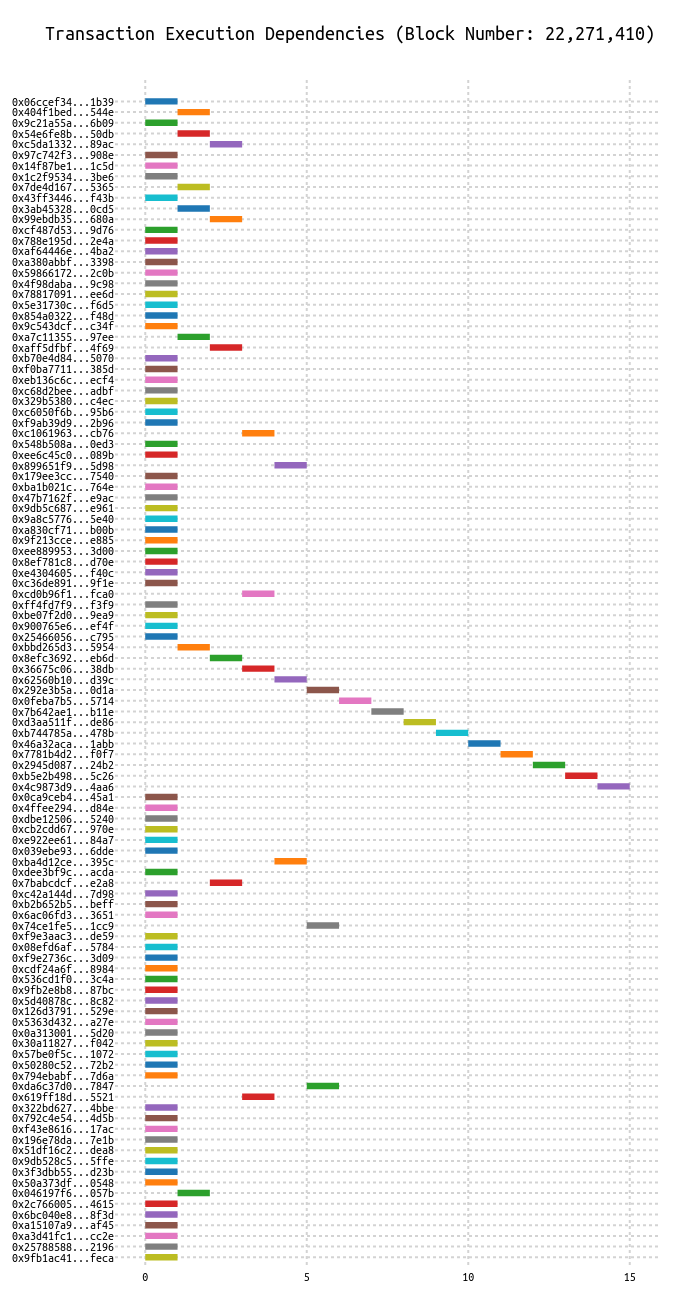 Transaction Execution Dependencies (Block Number: 22,271,410)
0x06ccef34...1b39
0x404f1bed...544e
0x9c21a55a...6b09
0x54e6fe8b...50db
0xc5da1332...89ac
0x97c742f3...908e
0x14f87be1...1c5d
0x1c2f9534...3be6
0x7de4d167...5365
0x43ff3446...f43b
0x3ab45328...0cd5
0x99ebdb35...680a
0xcf487d53...9d76
0x788e195d...2e4a
0xaf64446e...4ba2
0xa380abbf...3398
0x59866172...2c0b
0x4f98daba...9c98
0x78817091...ee6d
0x5e31730c...f6d5
0x854a0322...f48d
0x9c543dcf...c34f
0xa7c11355...97ee
0xaff5dfbf...4f69
0xb70e4d84...5070
0xf0ba7711...385d
0xeb136c6c...ecf4
0xc68d2bee...adbf
0x329b5380...c4ec
0xc6050f6b...95b6
0xf9ab39d9...2b96
0xc1061963...cb76
0x548b508a...0ed3
0xee6c45c0...089b
0x899651f9...5d98
0x179ee3cc...7540
0xba1b021c...764e
0x47b7162f...e9ac
0x9db5c687...e961
0x9a8c5776...5e40
0xa830cf71...b00b
0x9f213cce...e885
0xee889953...3d00
0x8ef781c8...d70e
0xe4304605...f40c
0xc36de891...9f1e
0xcd0b96f1...fca0
0xff4fd7f9...f3f9
0xbe07f2d0...9ea9
0x900765e6...ef4f
0x25466056...c795
0xbbd265d3...5954
0x8efc3692...eb6d
0x36675c06...38db
0x62560b10...d39c
0x292e3b5a...0d1a
0x0feba7b5...5714
0x7b642ae1...b11e
0xd3aa511f...de86
0xb744785a...478b
0x46a32aca...1abb
0x7781b4d2...f0f7
0x2945d087...24b2
0xb5e2b498...5c26
0x4c9873d9...4aa6
0x0ca9ceb4...45a1
0x4ffee294...d84e
0xdbe12506...5240
0xcb2cdd67...970e
0xe922ee61...84a7
0x039ebe93...6dde
0xba4d12ce...395c
0xdee3bf9c...acda
0x7babcdcf...e2a8
0xc42a144d...7d98
0xb2b652b5...beff
0x6ac06fd3...3651
0x74ce1fe5...1cc9
0xf9e3aac3...de59
0x08efd6af...5784
0xf9e2736c...3d09
0xcdf24a6f...8984
0x536cd1f0...3c4a
0x9fb2e8b8...87bc
0x5d40878c...8c82
0x126d3791...529e
0x5363d432...a27e
0x0a313001...5d20
0x30a11827...f042
0x57be0f5c...1072
0x50280c52...72b2
0x794ebabf...7d6a
0xda6c37d0...7847
0x619ff18d...5521
0x322bd627...4bbe
0x792c4e54...4d5b
0xf43e8616...17ac
0x196e78da...7e1b
0x51df16c2...dea8
0x9db528c5...5ffe
0x3f3dbb55...d23b
0x50a373df...0548
0x046197f6...057b
0x2c766005...4615
0x6bc040e8...8f3d
0xa15107a9...af45
0xa3d41fc1...cc2e
0x25788588...2196
0x9fb1ac41...feca
0 5 10 15